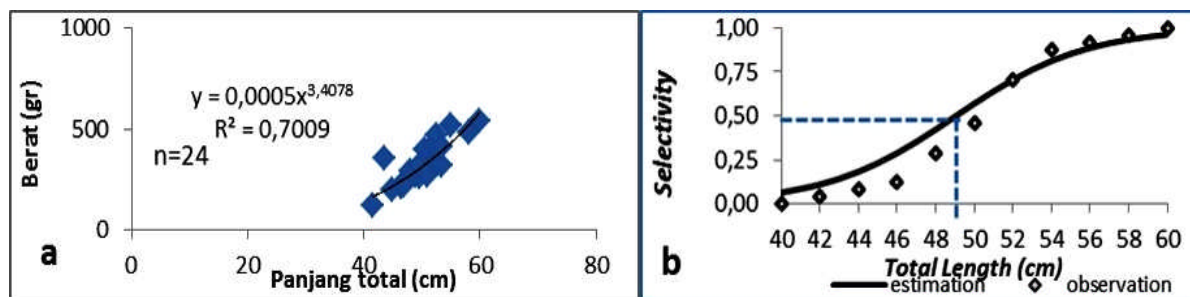 1000
500
0
Berat (gr)
y = 0,0005x^3,4078
R² = 0,7009
n=24
a
0 20 40 60 80
Panjang total (cm)
1,00
0,75
0,50
0,25
0,00
Selectivity
40 42 44 46 48 50 52 54 56 58 60
b
Total Length (cm)
estimation observation